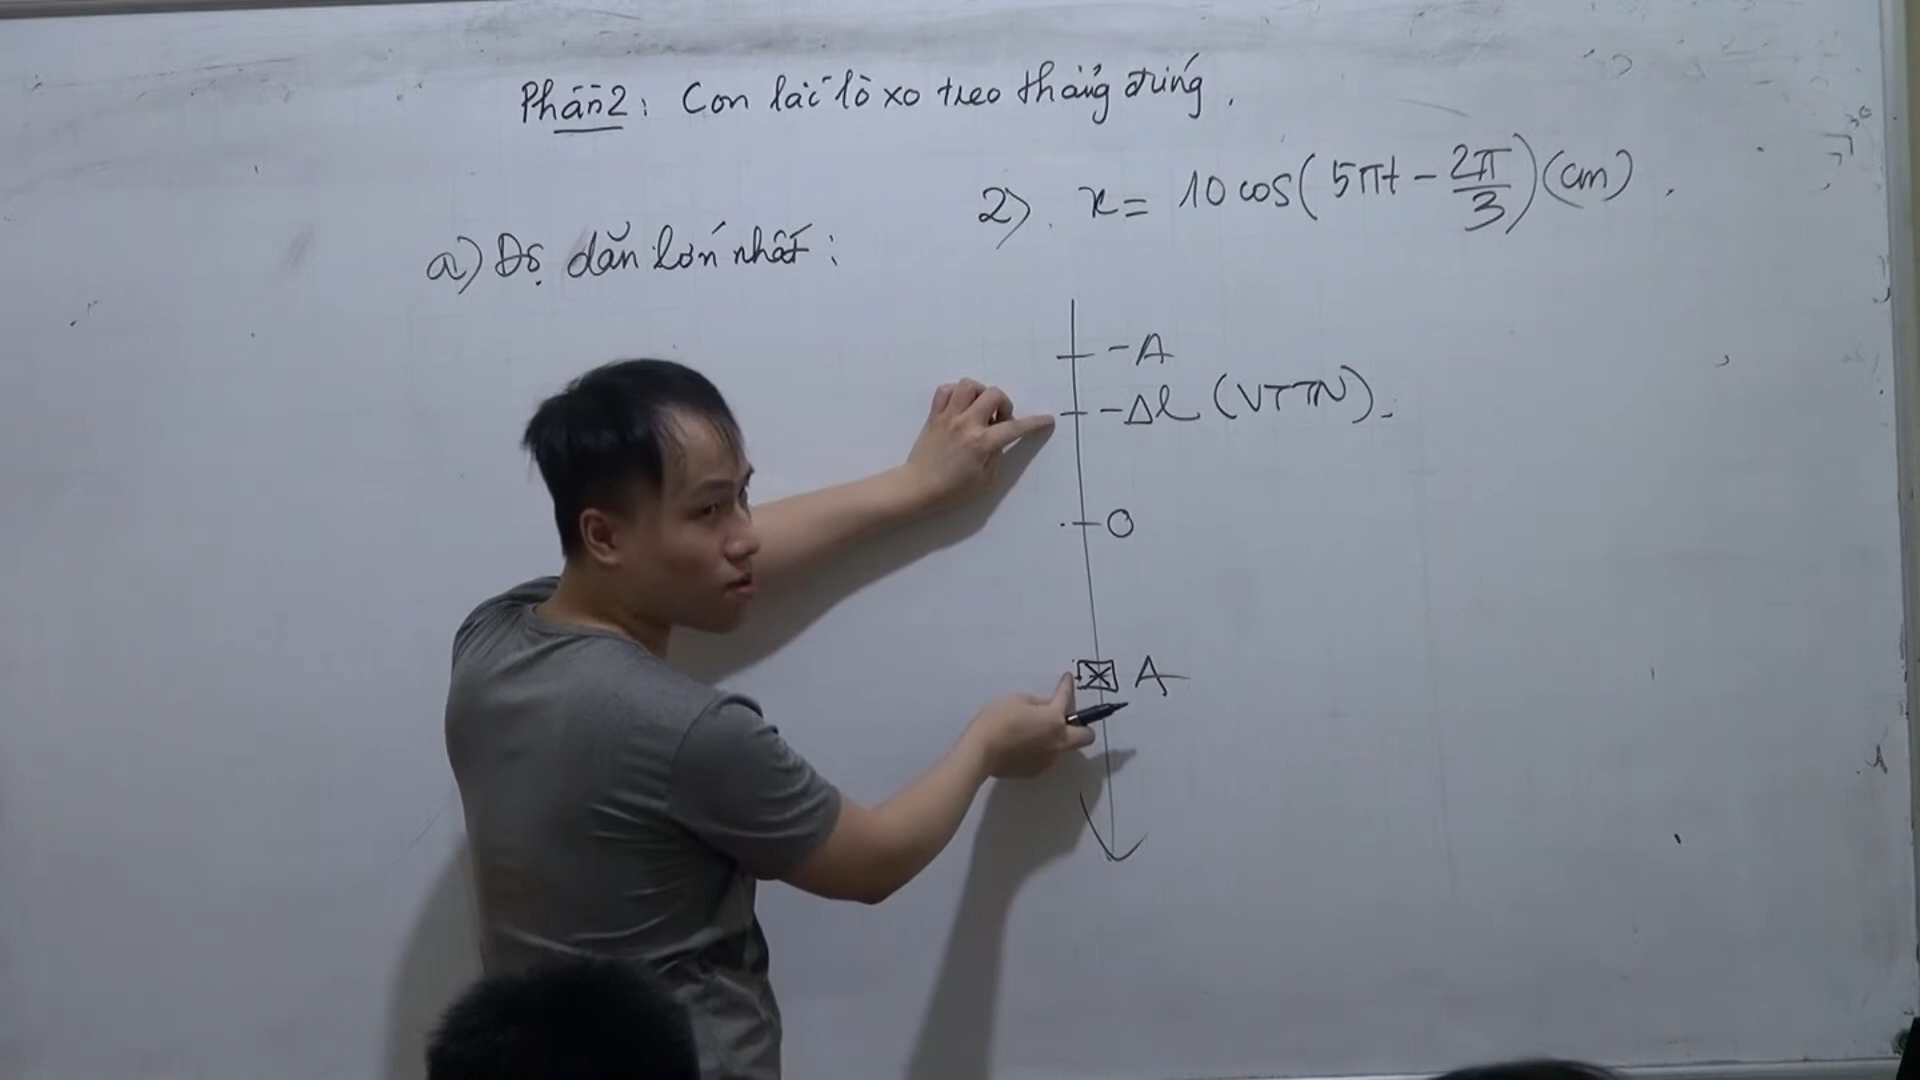 Phần 2: Con lắc lò xo treo thẳng đứng.
2) x = 10 cos(5πt - 2π/3) (cm).
a) Độ dãn lớn nhất:
-A
-Δl (VTTN).
O
A